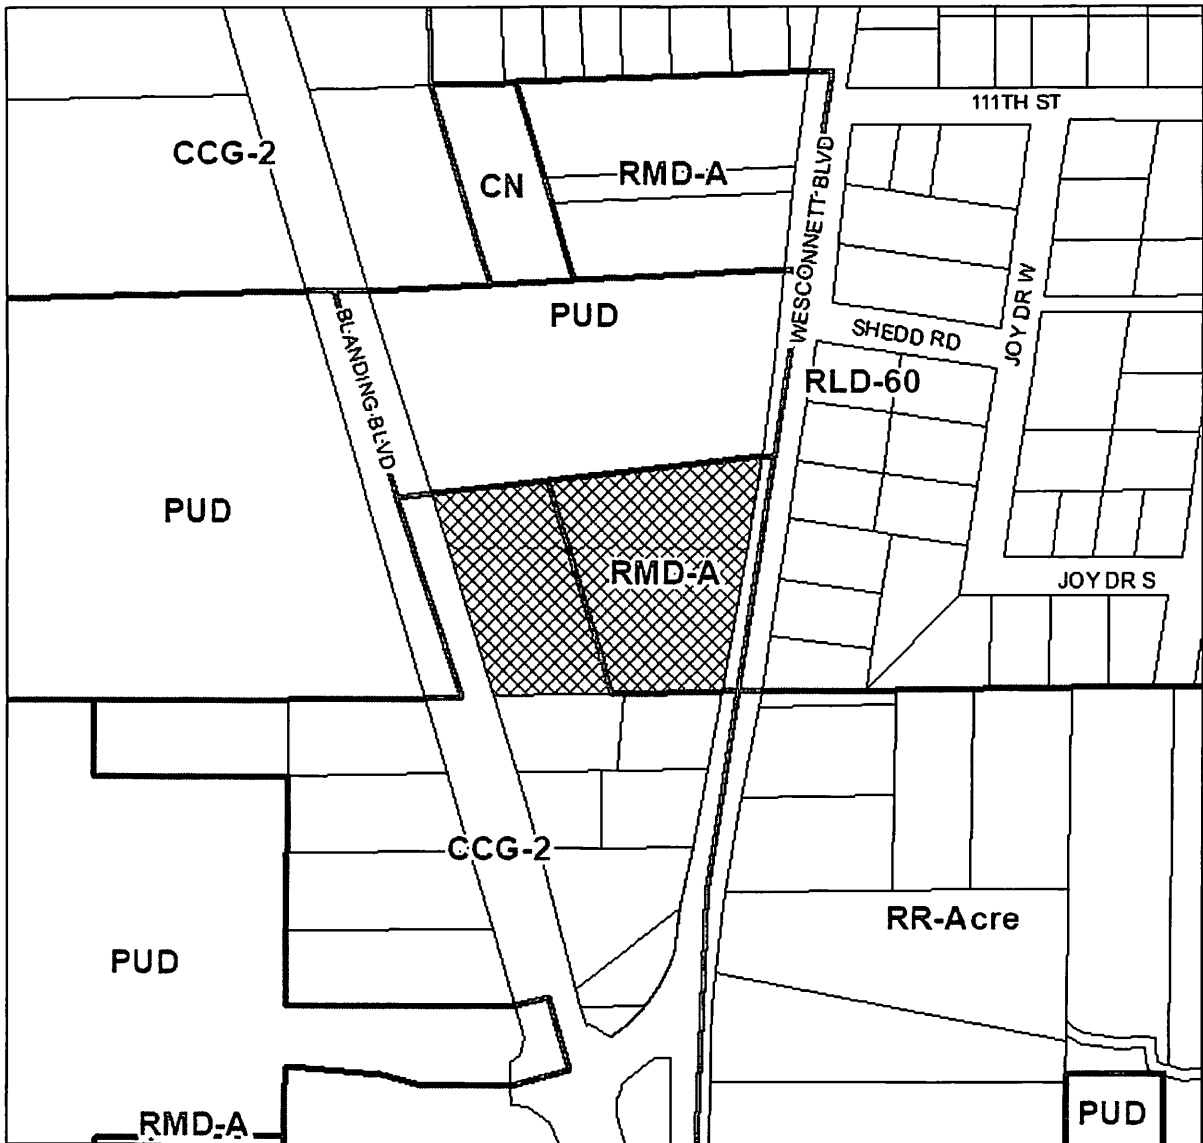 111TH ST
CCG-2
CN
RMD-A
WESCONNETT BLVD
PUD
SHEDD RD
JOY DR W
BLANDING BLVD
RLD-60
PUD
RMD-A
JOY DR S
CCG-2
RR-Acre
PUD
PUD
RMD-A